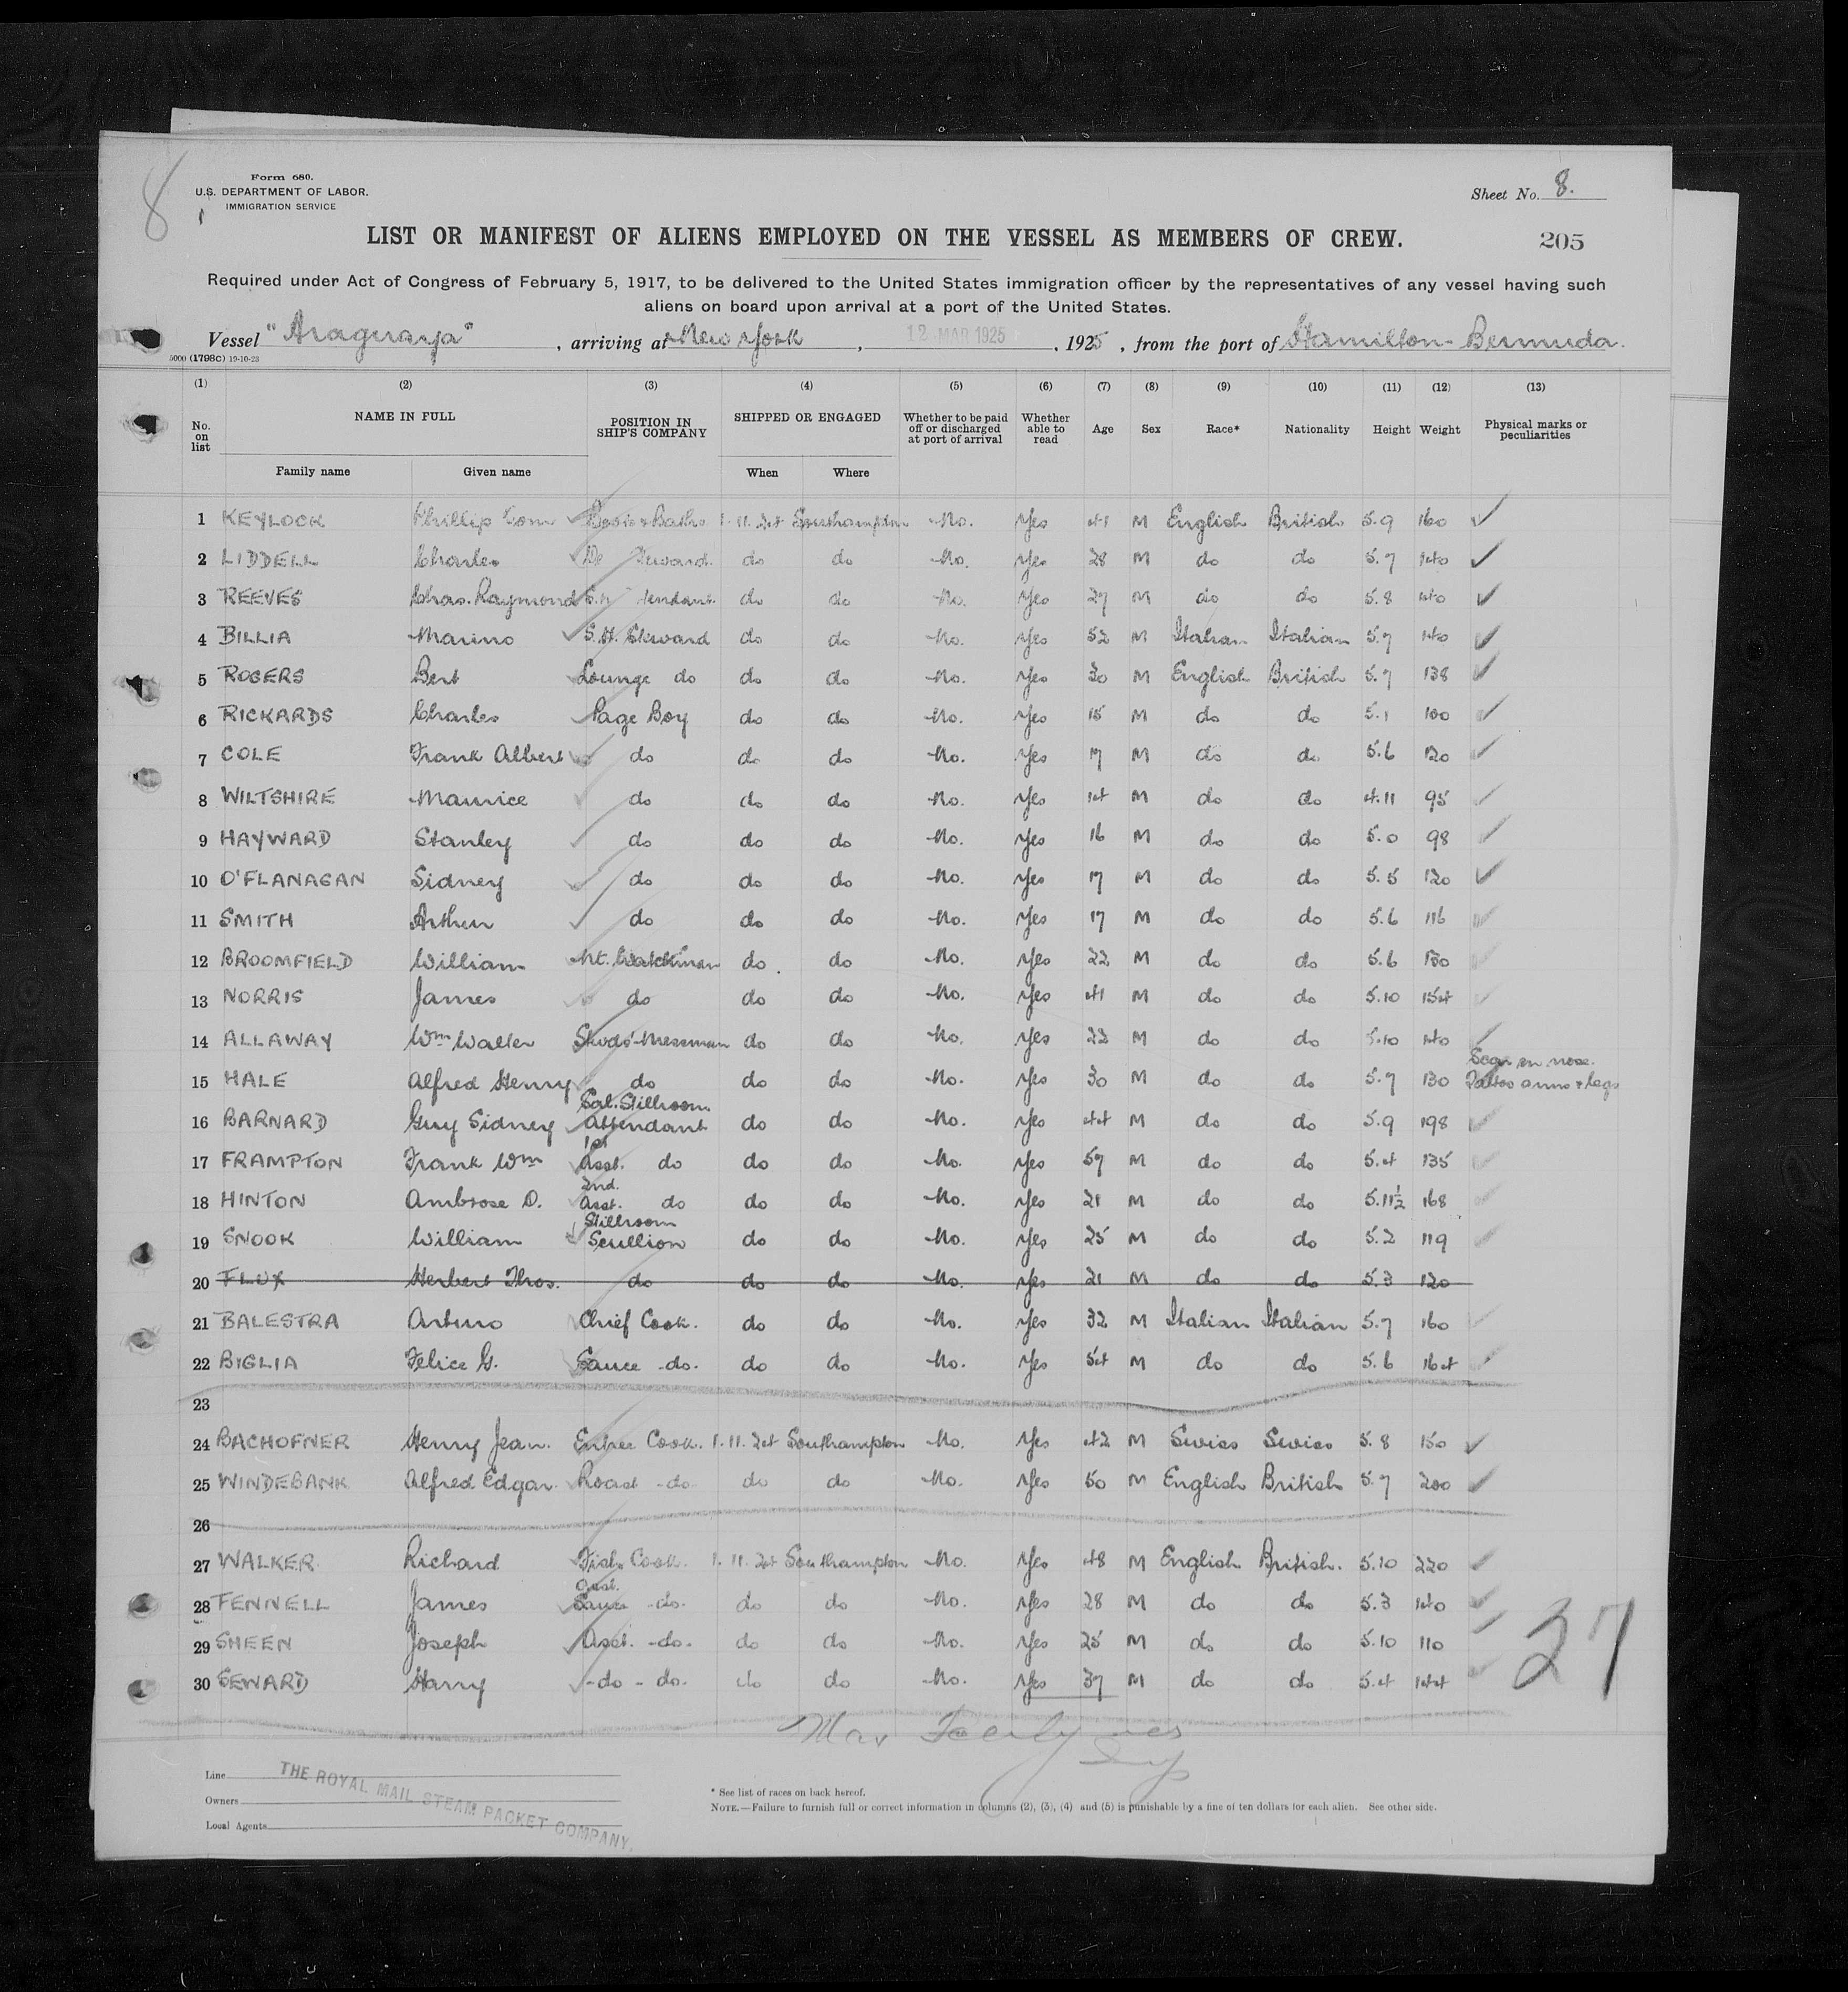 8
Form 680.
U.S. DEPARTMENT OF LABOR.
IMMIGRATION SERVICE
Sheet No. 8.
LIST OR MANIFEST OF ALIENS EMPLOYED ON THE VESSEL AS MEMBERS OF CREW.
205
Required under Act of Congress of February 5, 1917, to be delivered to the United States immigration officer by the representatives of any vessel having such
aliens on board upon arrival at a port of the United States.
Vessel "Araguaya", arriving at New York, 12 MAR 1925, 1925, from the port of Hamilton - Bermuda.
5000 (1798C) 19-10-23
(1) (2) (3) (4) (5) (6) (7) (8) (9) (10) (11) (12) (13)
No. on list NAME IN FULL POSITION IN SHIP'S COMPANY SHIPPED OR ENGAGED Whether to be paid off or discharged at port of arrival Whether able to read Age Sex Race* Nationality Height Weight Physical marks or peculiarities
Family name Given name When Where
1 KEYLOCK Phillip Tom Boots & Baths 1.11.24 Southampton No. Yes 41 M English British 5.9 160
2 LIDDELL Charles Steward. do do No. Yes 28 M do do 5.7 140
3 REEVES Chas. Raymond do do No. Yes 27 M do do 5.8 140
4 BILLIA Marino S.H. Steward do do No. Yes 52 M Italian Italian 5.7 140
5 ROGERS Bert Lounge do do do No. Yes 30 M English British 5.7 138
6 RICKARDS Charles Page Boy do do No. Yes 15 M do do 5.1 100
7 COLE Frank Albert do do do No. Yes 17 M do do 5.6 120
8 WILTSHIRE Maurice do do do No. Yes 14 M do do 4.11 95
9 HAYWARD Stanley do do do No. Yes 16 M do do 5.0 98
10 O'FLANAGAN Sidney do do do No. Yes 17 M do do 5.5 120
11 SMITH Arthur do do do No. Yes 17 M do do 5.6 116
12 BROOMFIELD William Nt. Watchman do do No. Yes 22 M do do 5.6 130
13 NORRIS James do do do No. Yes 41 M do do 5.10 154
14 ALLAWAY Wm Walter Stwds' Messman do do No. Yes 22 M do do 5.10 140
15 HALE Alfred Henry do do do No. Yes 30 M do do 5.7 130 Scar on nose. Tattoo arms & legs
16 BARNARD Guy Sidney Sal. Stillroom Attendant do do No. Yes 44 M do do 5.9 198
17 FRAMPTON Frank Wm 1st Asst. do do do No. Yes 57 M do do 5.4 135
18 HINTON Ambrose D. 2nd. Asst. do do do No. Yes 21 M do do 5.11½ 168
19 SNOOK William Stillroom Scullion do do No. Yes 25 M do do 5.2 119
20 FLUX Herbert Thos. do do do No. Yes 21 M do do 5.3 120
21 BALESTRA Arturo Chief Cook. do do No. Yes 32 M Italian Italian 5.7 160
22 BIGLIA Felice G. Sauce -do. do do No. Yes 54 M do do 5.6 164
23
24 BACHOFNER Henry Jean. Entree Cook. 1.11.24 Southampton No. Yes 42 M Swiss Swiss 5.8 150
25 WINDEBANK Alfred Edgar. Roast -do- do do No. Yes 50 M English British 5.7 200
26
27 WALKER Richard Fish Cook. 1.11.24 Southampton No. Yes 48 M English British. 5.10 220
28 FENNELL James Asst. Sauce -do- do do No. Yes 28 M do do 5.3 140
29 SHEEN Joseph Asst. -do- do do No. Yes 25 M do do 5.10 110
30 SEWARD Harry -do - do- do do No. Yes 37 M do do 5.4 144
27
Line
Owners
Local Agents
THE ROYAL MAIL STEAM PACKET COMPANY.
* See list of races on back hereof.
NOTE.—Failure to furnish full or correct information in columns (2), (3), (4) and (5) is punishable by a fine of ten dollars for each alien. See other side.